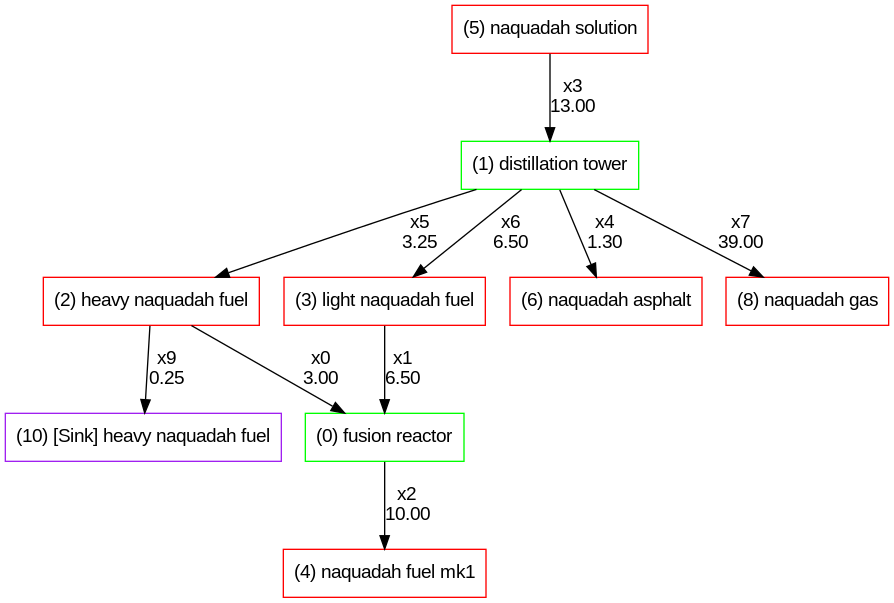 (5) naquadah solution
x3
13.00
(1) distillation tower
x5
3.25
x6
6.50
x4
1.30
x7
39.00
(2) heavy naquadah fuel
(3) light naquadah fuel
(6) naquadah asphalt
(8) naquadah gas
x9
0.25
x0
3.00
x1
6.50
(10) [Sink] heavy naquadah fuel
(0) fusion reactor
x2
10.00
(4) naquadah fuel mk1